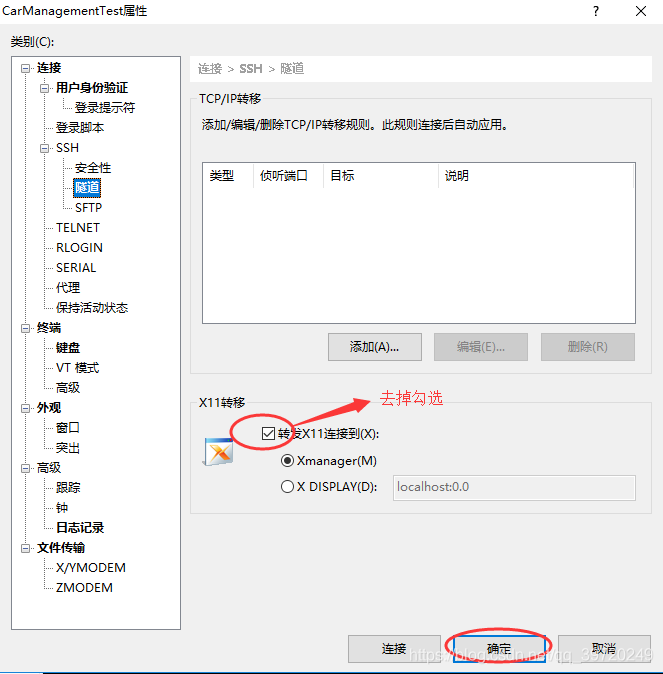 CarManagementTest属性
?
类别(C):
连接
用户身份验证
登录提示符
登录脚本
SSH
安全性
隧道
SFTP
TELNET
RLOGIN
SERIAL
代理
保持活动状态
终端
键盘
VT 模式
高级
外观
窗口
突出
高级
跟踪
钟
日志记录
文件传输
X/YMODEM
ZMODEM
连接 > SSH > 隧道
TCP/IP转移
添加/编辑/删除TCP/IP转移规则。此规则连接后自动应用。
类型 侦听端口 目标 说明
添加(A)... 编辑(E)... 删除(R)
X11转移
去掉勾选
转发X11连接到(X):
Xmanager(M)
X DISPLAY(D): localhost:0.0
连接 确定 取消
https://blog.csdn.net/qq_39720249